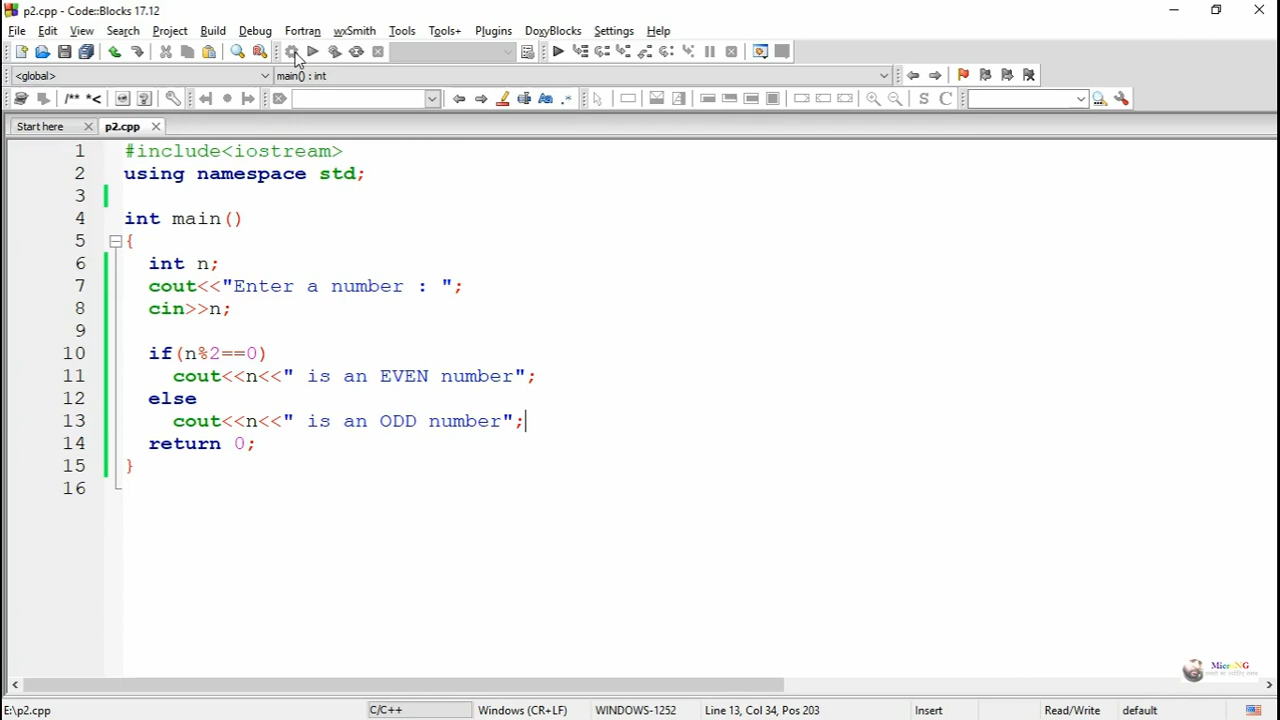 p2.cpp - Code::Blocks 17.12
File Edit View Search Project Build Debug Fortran wxSmith Tools Tools+ Plugins DoxyBlocks Settings Help
<global> main() : int
/** *<
S C
Start here p2.cpp
1 #include<iostream>
2 using namespace std;
3
4 int main()
5 {
6 int n;
7 cout<<"Enter a number : ";
8 cin>>n;
9
10 if(n%2==0)
11 cout<<n<<" is an EVEN number";
12 else
13 cout<<n<<" is an ODD number";
14 return 0;
15 }
16
MicroNG
E:\p2.cpp C/C++ Windows (CR+LF) WINDOWS-1252 Line 13, Col 34, Pos 203 Insert Read/Write default